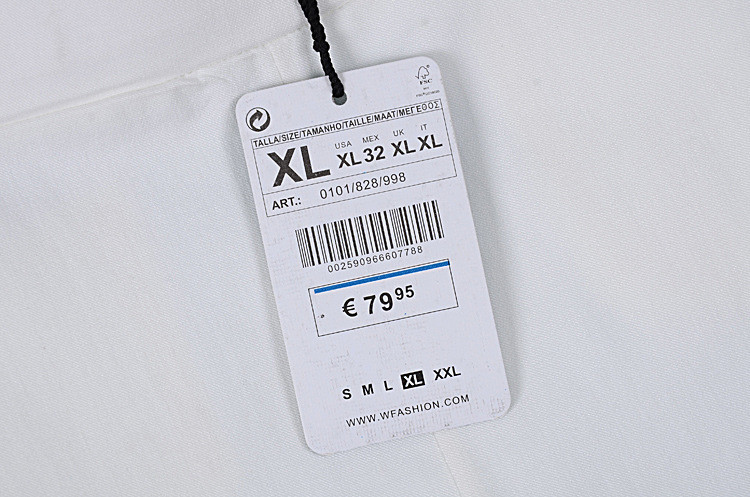 FSC
TALLA/SIZE/TAMANHO/TAILLE/MAAT/ΜΕΓΕΘΟΣ
USA MEX UK IT
XL XL 32 XL XL
ART.: 0101/828/998
002590966607788
€ 79 95
S M L XL XXL
WWW.WFASHION.COM